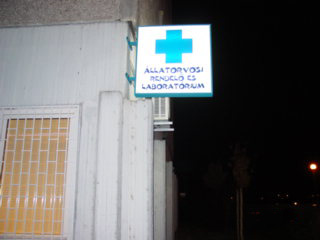 ÁLLATORVOSI
RENDELŐ ÉS
LABORATÓRIUM